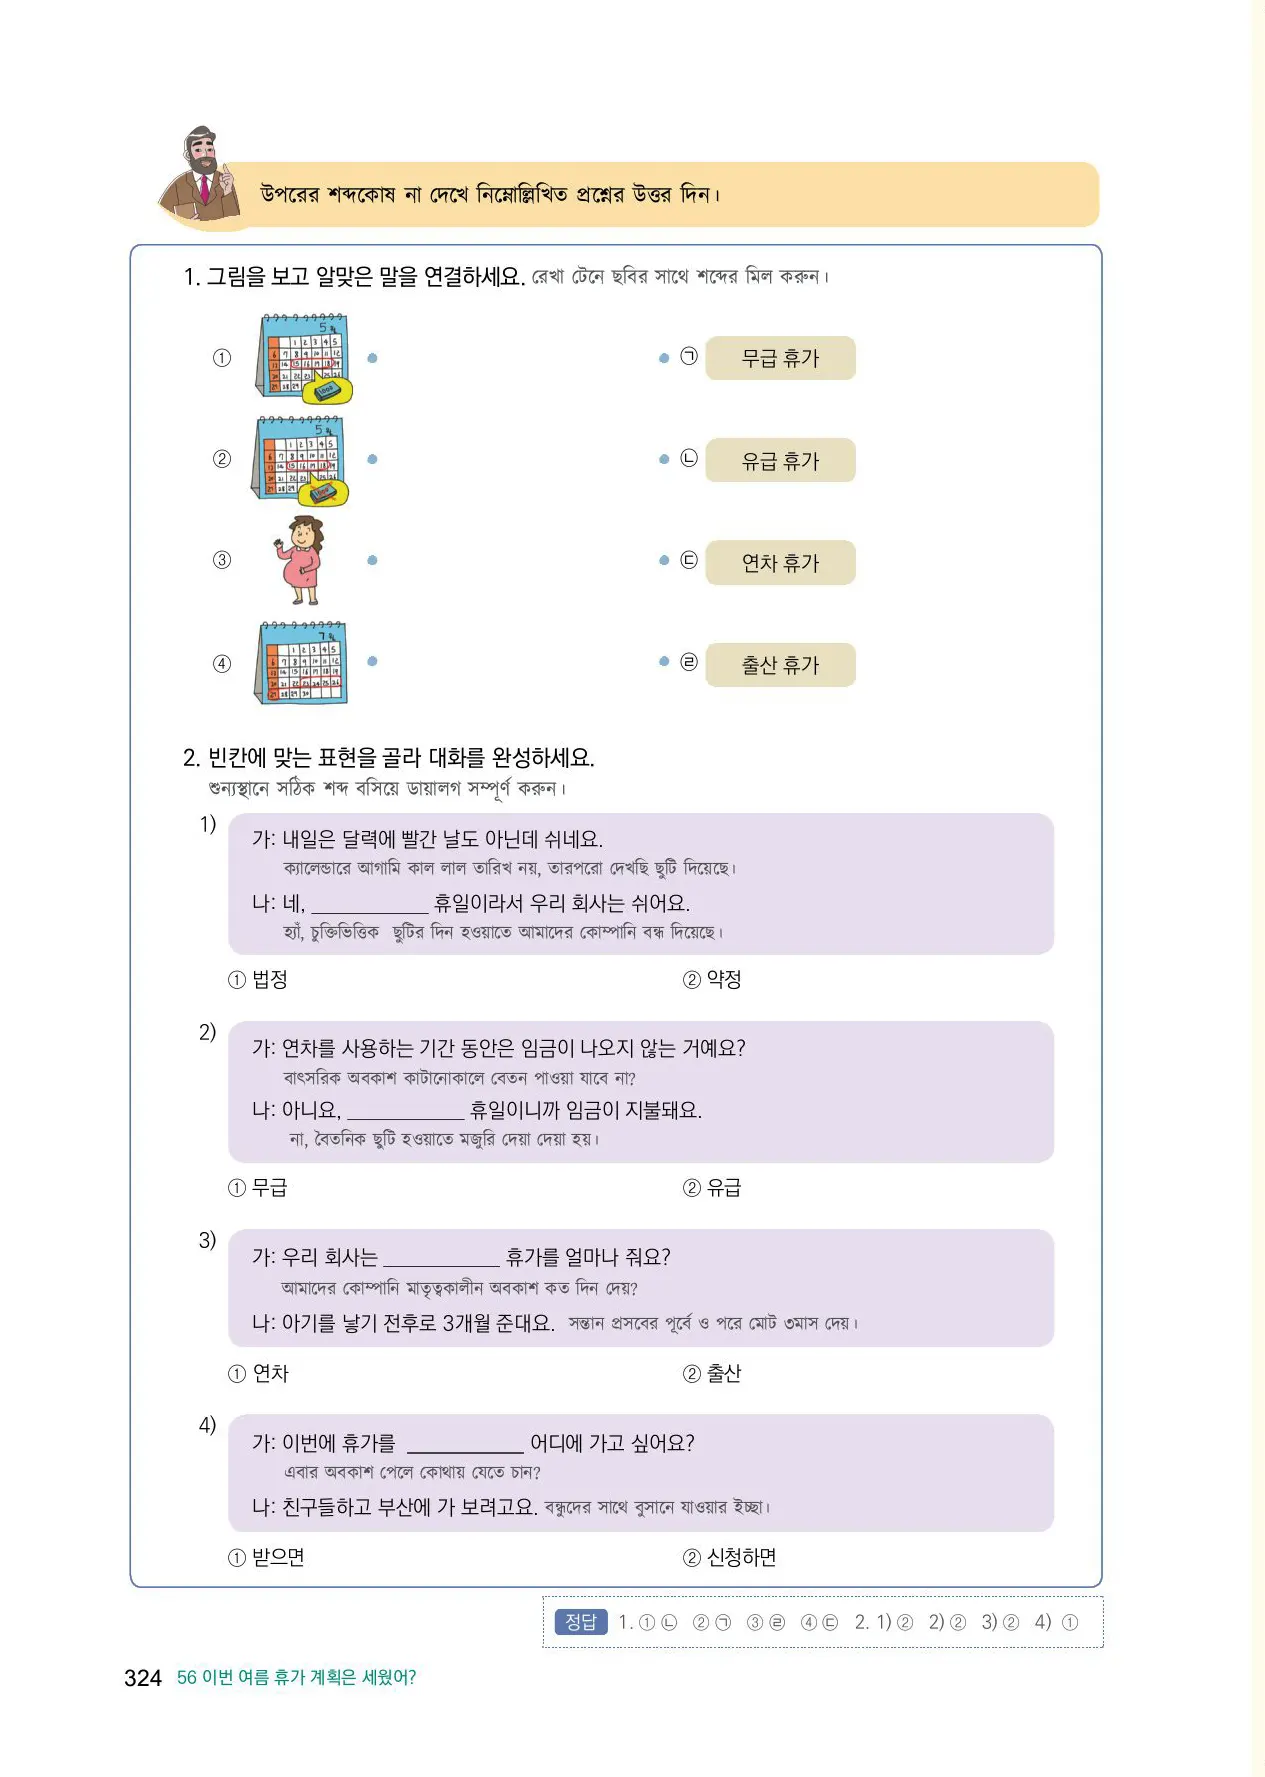 উপরের শব্দকোষ না দেখে নিম্নোল্লিখিত প্রশ্নের উত্তর দিন।
1. 그림을 보고 알맞은 말을 연결하세요. রেখা টেনে ছবির সাথে শব্দের মিল করুন।
①
㉠ 무급 휴가
②
㉡ 유급 휴가
③
㉢ 연차 휴가
④
㉣ 출산 휴가
2. 빈칸에 맞는 표현을 골라 대화를 완성하세요.
শুন্যস্থানে সঠিক শব্দ বসিয়ে ডায়ালগ সম্পূর্ণ করুন।
1)
가: 내일은 달력에 빨간 날도 아닌데 쉬네요.
ক্যালেন্ডারে আগামি কাল লাল তারিখ নয়, তারপরো দেখছি ছুটি দিয়েছে।
나: 네, ____________ 휴일이라서 우리 회사는 쉬어요.
হ্যাঁ, চুক্তিভিত্তিক ছুটির দিন হওয়াতে আমাদের কোম্পানি বন্ধ দিয়েছে।
① 법정 ② 약정
2)
가: 연차를 사용하는 기간 동안은 임금이 나오지 않는 거예요?
বাৎসরিক অবকাশ কাটানোকালে বেতন পাওয়া যাবে না?
나: 아니요, ____________ 휴일이니까 임금이 지불돼요.
না, বৈতনিক ছুটি হওয়াতে মজুরি দেয়া দেয়া হয়।
① 무급 ② 유급
3)
가: 우리 회사는 ____________ 휴가를 얼마나 줘요?
আমাদের কোম্পানি মাতৃত্বকালীন অবকাশ কত দিন দেয়?
나: 아기를 낳기 전후로 3개월 준대요. সন্তান প্রসবের পূর্বে ও পরে মোট ৩মাস দেয়।
① 연차 ② 출산
4)
가: 이번에 휴가를 ____________ 어디에 가고 싶어요?
এবার অবকাশ পেলে কোথায় যেতে চান?
나: 친구들하고 부산에 가 보려고요. বন্ধুদের সাথে বুসানে যাওয়ার ইচ্ছা।
① 받으면 ② 신청하면
정답 1. ① ㉡ ② ㉠ ③ ㉣ ④ ㉢ 2. 1) ② 2) ② 3) ② 4) ①
324 56 이번 여름 휴가 계획은 세웠어?